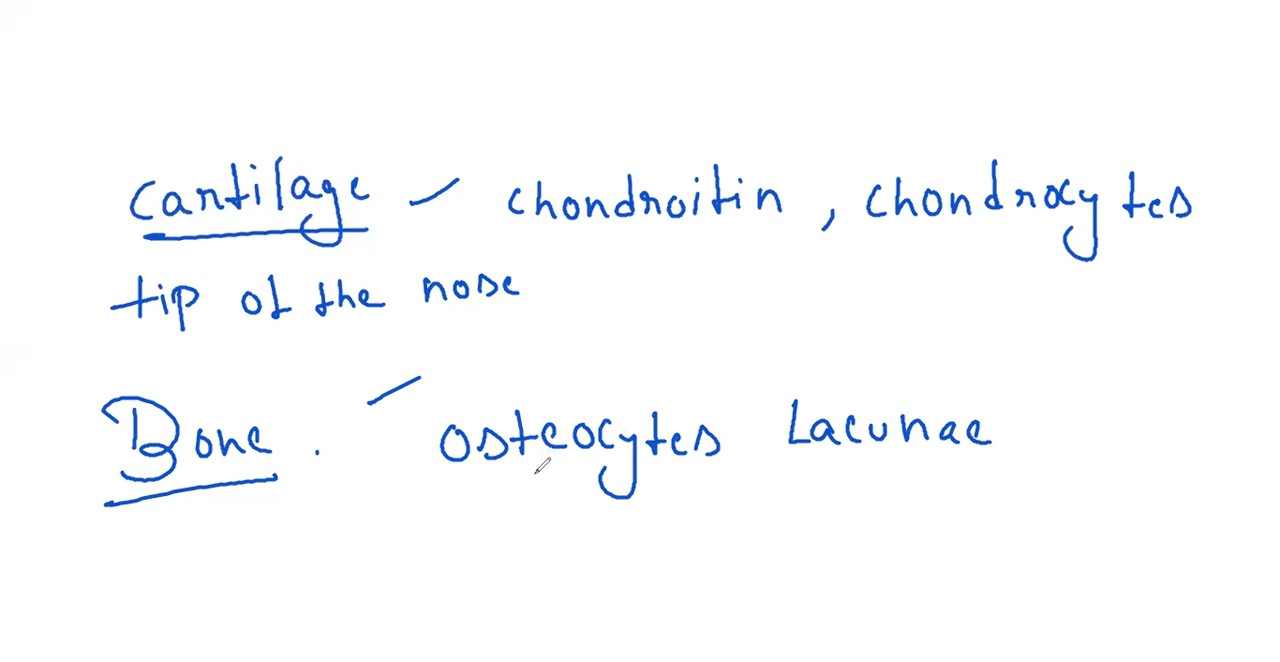 Cartilage - chondroitin, chondrocytes
tip of the nose
Bone. - Osteocytes Lacunae